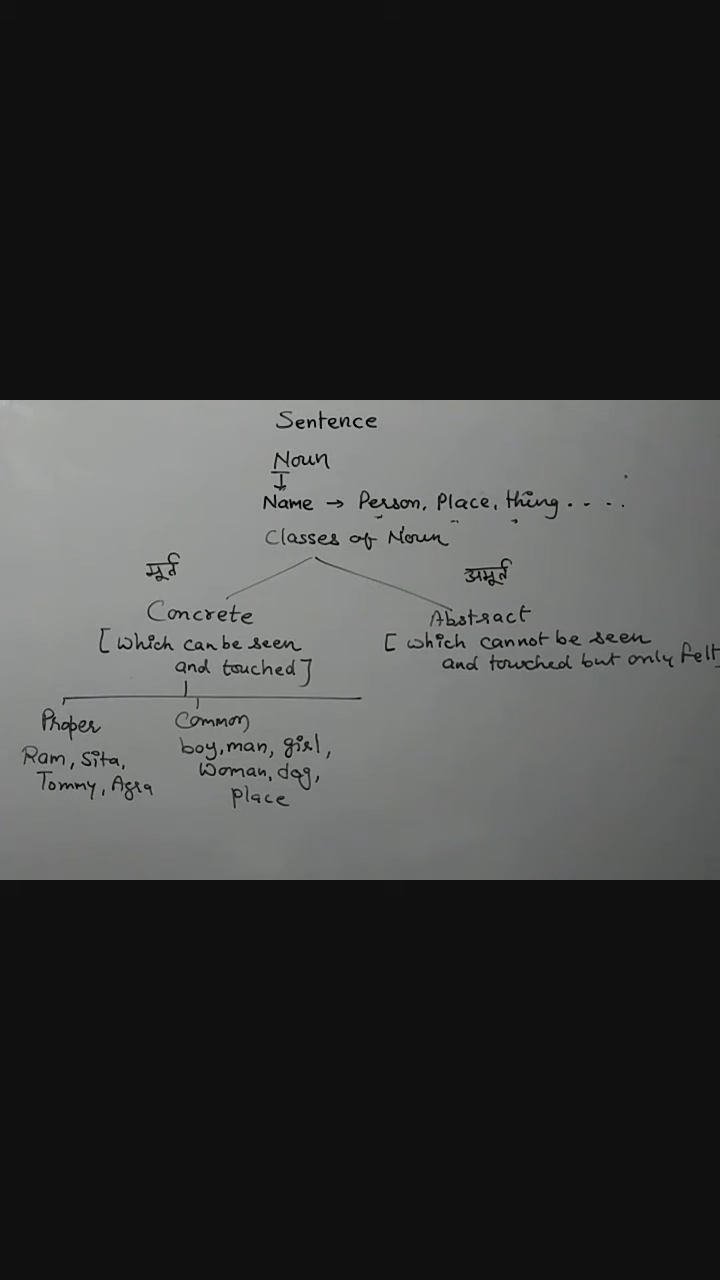 Sentence
Noun
Name → Person, Place, thing.....
Classes of Noun
मूर्त
अमूर्त
Concrete
[which can be seen
and touched]
Abstract
[which cannot be seen
and touched but only felt]
Proper
Ram, Sita,
Tommy, Agra
Common
boy, man, girl,
Woman, dog,
place